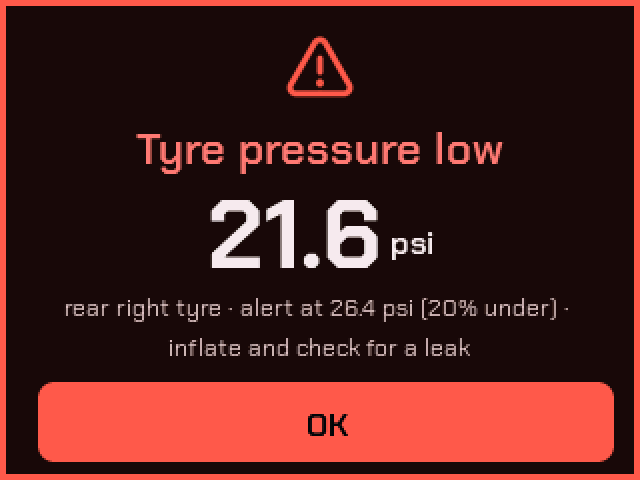 Tyre pressure low
21.6 psi
rear right tyre · alert at 26.4 psi (20% under) ·
inflate and check for a leak
OK